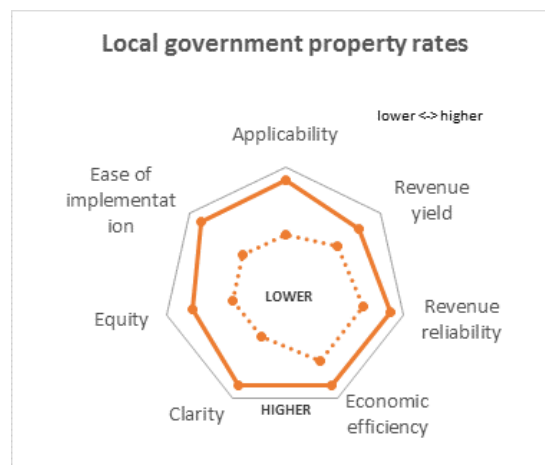 Local government property rates
lower <-> higher
Applicability
Ease of
implementat
ion
Revenue
yield
LOWER
Equity
Revenue
reliability
Clarity
HIGHER
Economic
efficiency